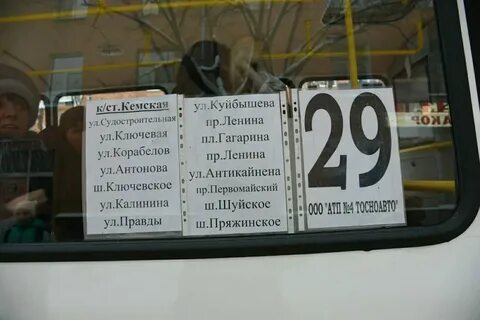 к/ст.Кемская
ул.Судостроительная
ул.Ключевая
ул.Корабелов
ул.Антонова
ш.Ключевское
ул.Калинина
ул.Правды
ул.Куйбышева
пр.Ленина
пл.Гагарина
пр.Ленина
ул.Антикайнена
пр.Первомайский
ш.Шуйское
ш.Пряжинское
29
ООО "АТП №4 ТОСНОАВТО"